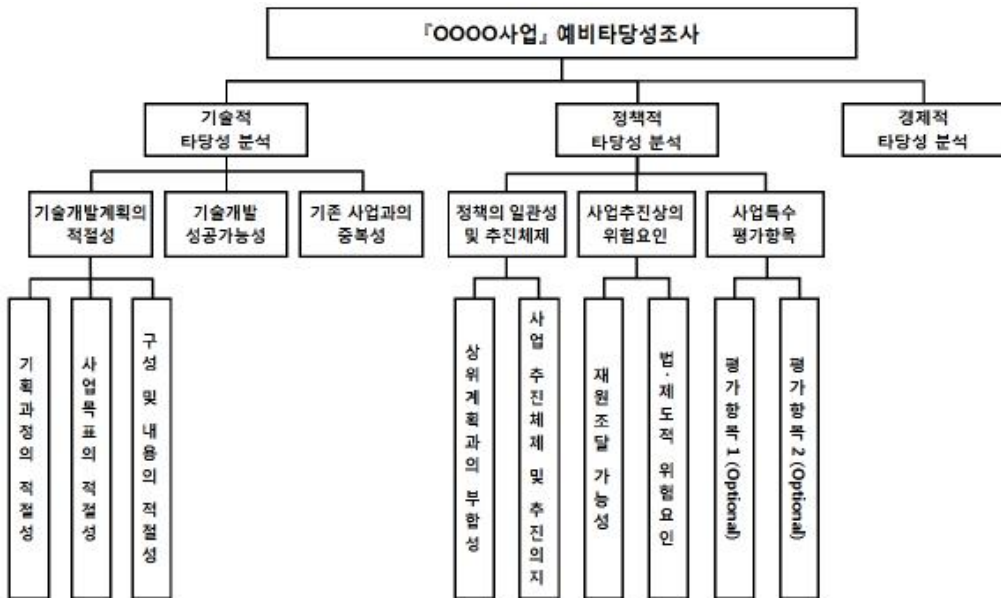 『OOOO사업』 예비타당성조사
기술적
타당성 분석
정책적
타당성 분석
경제적
타당성 분석
기술개발계획의
적절성
기술개발
성공가능성
기존 사업과의
중복성
정책의 일관성
및 추진체제
사업추진상의
위험요인
사업특수
평가항목
기획과정의 적절성
사업목표의 적절성
구성 및 내용의 적절성
상위계획과의 부합성
사업 추진체제 및 추진의지
재원조달 가능성
법·제도적 위험요인
평가항목 1 (Optional)
평가항목 2 (Optional)